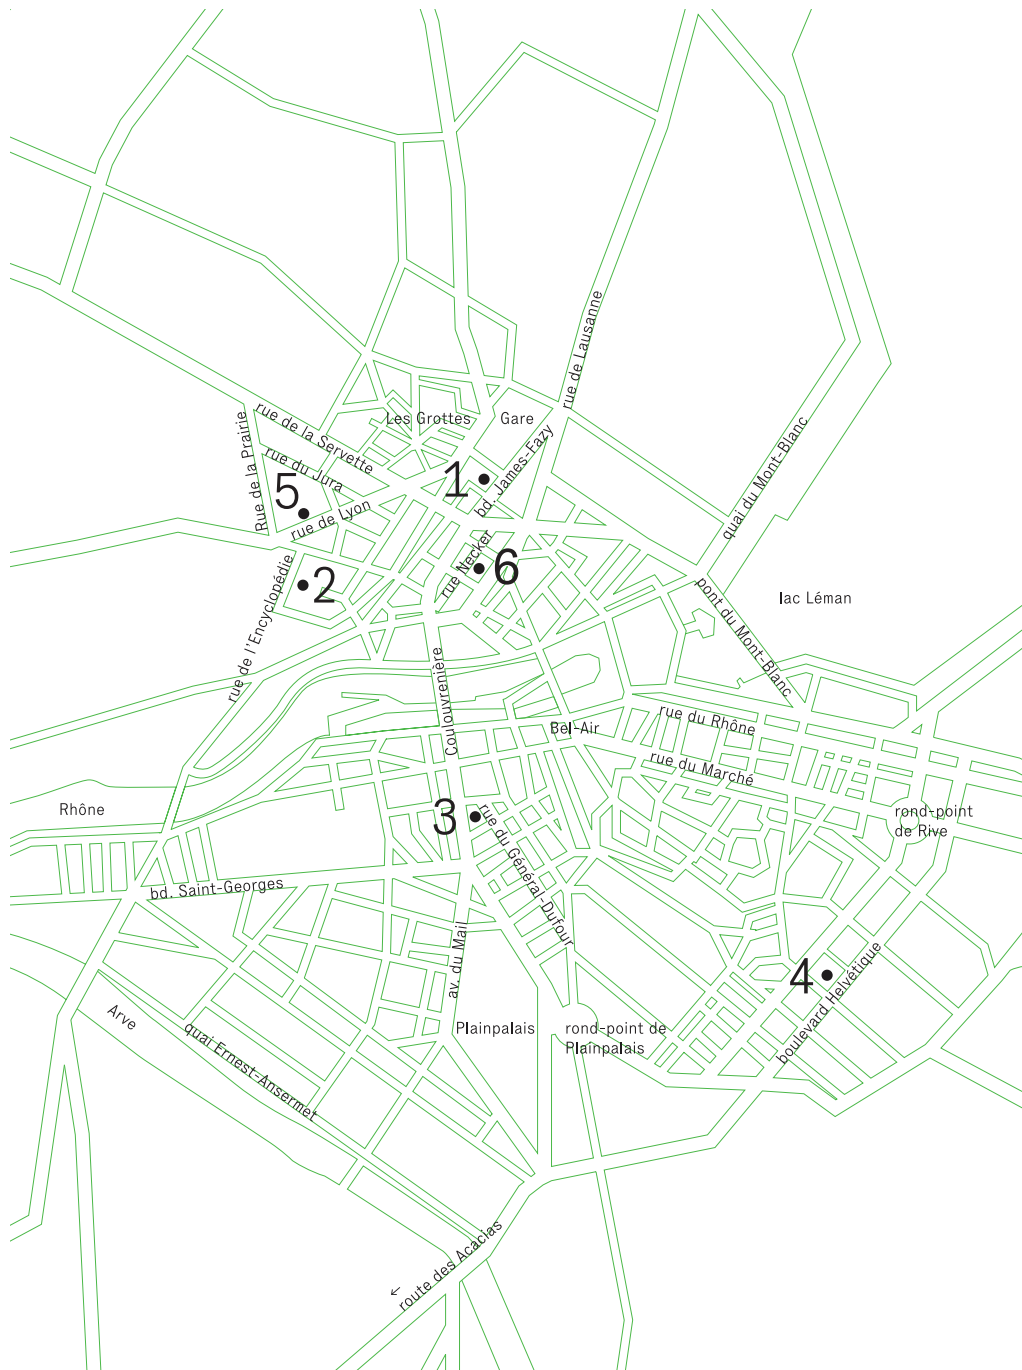 rue de Lausanne
Les Grottes
Gare
rue de la Servette
Rue de la Prairie
rue du Jura
quai du Mont-Blanc
1
bd. James-Fazy
5
rue de Lyon
rue Necker
6
2
rue de l'Encyclopédie
pont du Mont-Blanc
lac Léman
Coulouvrenière
rue du Rhône
Bel-Air
rue du Marché
Rhône
3
rue du Général-Dufour
rond-point
de Rive
bd. Saint-Georges
av. du Mail
4
boulevard Helvétique
Arve
quai Ernest-Ansermet
Plainpalais
rond-point de
Plainpalais
← route des Acacias